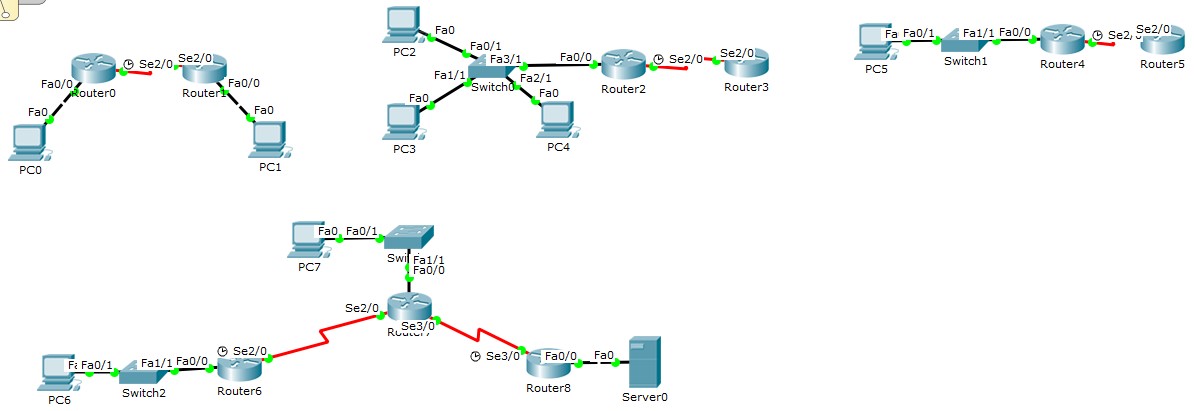 Fa0/0
Router0
Se2/0
Se2/0
Router1
Fa0/0
Fa0
PC0
Fa0
PC1
PC2
Fa0
Fa0/1
Fa3/1
Fa1/1
Switch0
Fa2/1
Fa0
PC3
Fa0
PC4
Fa0/0
Router2
Se2/0
Se2/0
Router3
PC5
Fa
Fa0/1
Fa1/1
Switch1
Fa0/0
Router4
Se2/
Se2/0
Router5
PC7
Fa0
Fa0/1
Fa1/1
Fa0/0
Se2/0
Se3/0
PC6
Fa0/1
Fa1/1
Switch2
Fa0/0
Se2/0
Router6
Se3/0
Fa0/0
Router8
Fa0
Server0